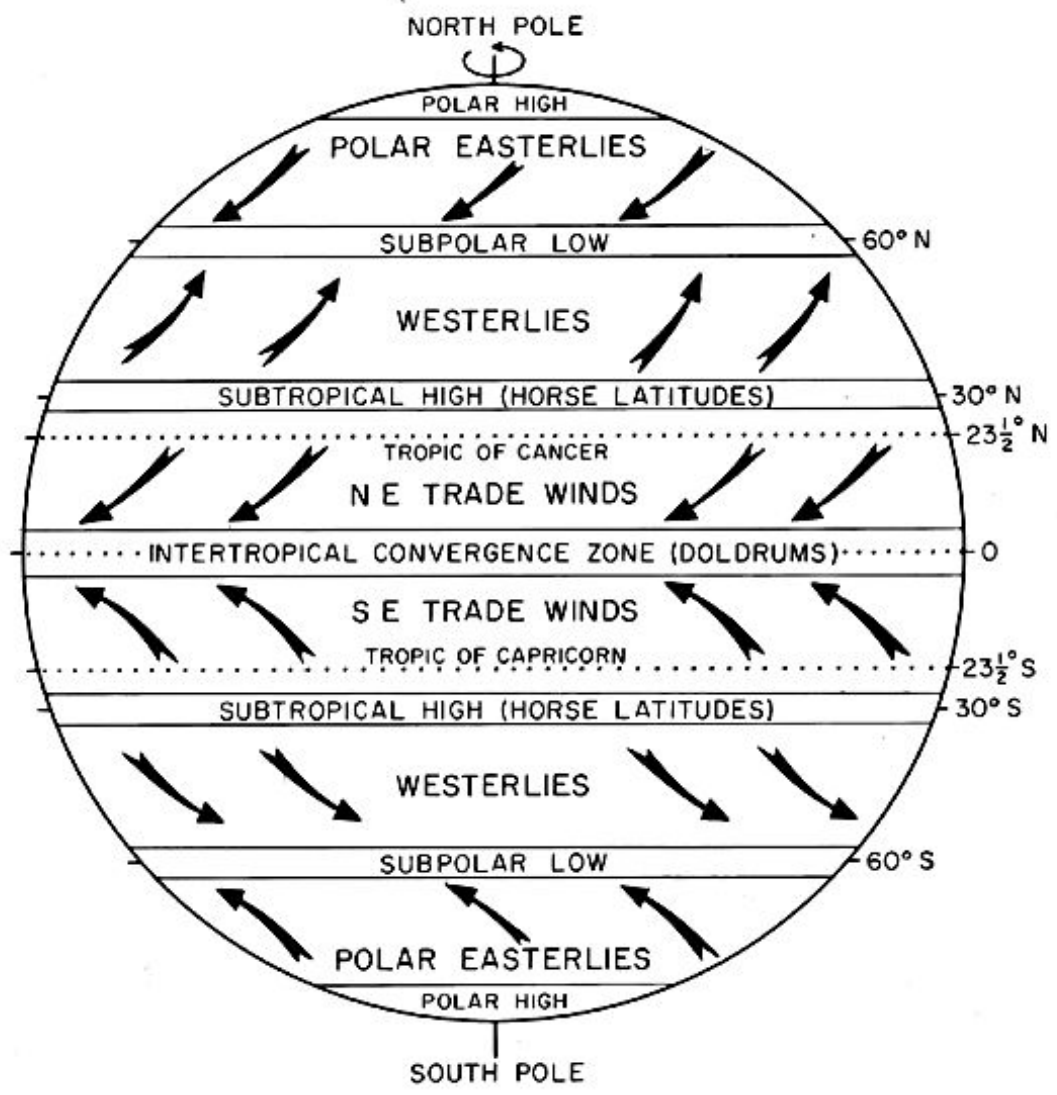 NORTH POLE
POLAR HIGH
POLAR EASTERLIES
SUBPOLAR LOW
60° N
WESTERLIES
SUBTROPICAL HIGH (HORSE LATITUDES)
30° N
23½° N
TROPIC OF CANCER
N E TRADE WINDS
INTERTROPICAL CONVERGENCE ZONE (DOLDRUMS)
0
S E TRADE WINDS
TROPIC OF CAPRICORN
23½° S
SUBTROPICAL HIGH (HORSE LATITUDES)
30° S
WESTERLIES
SUBPOLAR LOW
60° S
POLAR EASTERLIES
POLAR HIGH
SOUTH POLE